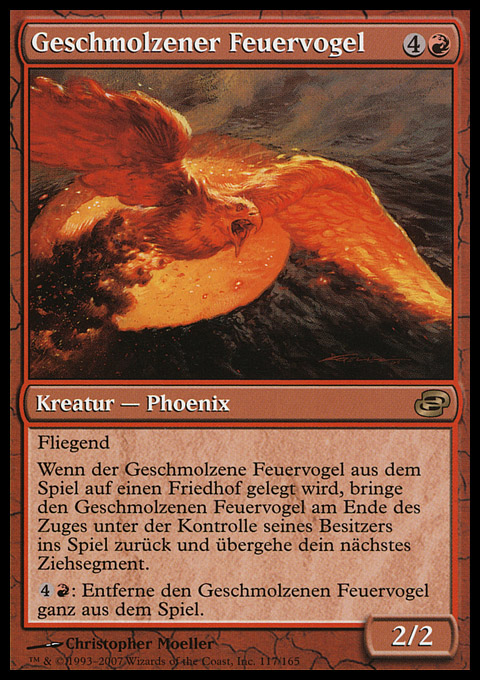 Geschmolzener Feuervogel 4
Kreatur — Phoenix
Fliegend
Wenn der Geschmolzene Feuervogel aus dem
Spiel auf einen Friedhof gelegt wird, bringe
den Geschmolzenen Feuervogel am Ende des
Zuges unter der Kontrolle seines Besitzers
ins Spiel zurück und übergehe dein nächstes
Ziehsegment.
4 : Entferne den Geschmolzenen Feuervogel
ganz aus dem Spiel.
2/2
Christopher Moeller
™ & © 1993–2007 Wizards of the Coast, Inc. 117/165